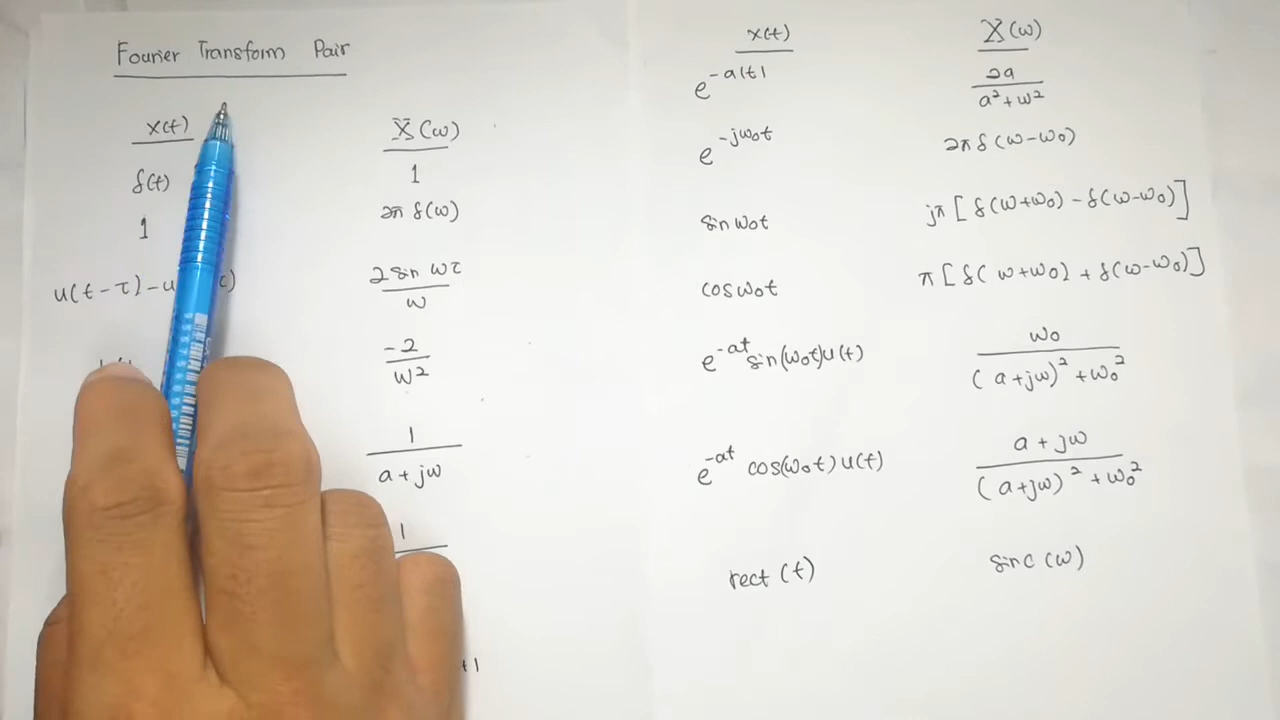 Fourier Transform Pair
x(t) X(ω)
δ(t) 1
1 2π δ(ω)
u(t-τ)-u τ) 2 sin ωτ / ω
|t| -2 / ω²
1 / a+jω
1
+1
x(t) X(ω)
e^-a|t| 2a / a²+ω²
e^-jω₀t 2π δ(ω-ω₀)
sin ω₀t jπ [ δ(ω+ω₀) - δ(ω-ω₀) ]
cos ω₀t π [ δ( ω+ω₀) + δ(ω-ω₀) ]
e^-at sin(ω₀t)u(t) ω₀ / (a+jω)² + ω₀²
e^-at cos(ω₀t)u(t) a + jω / (a+jω)² + ω₀²
rect (t) sinc (ω)